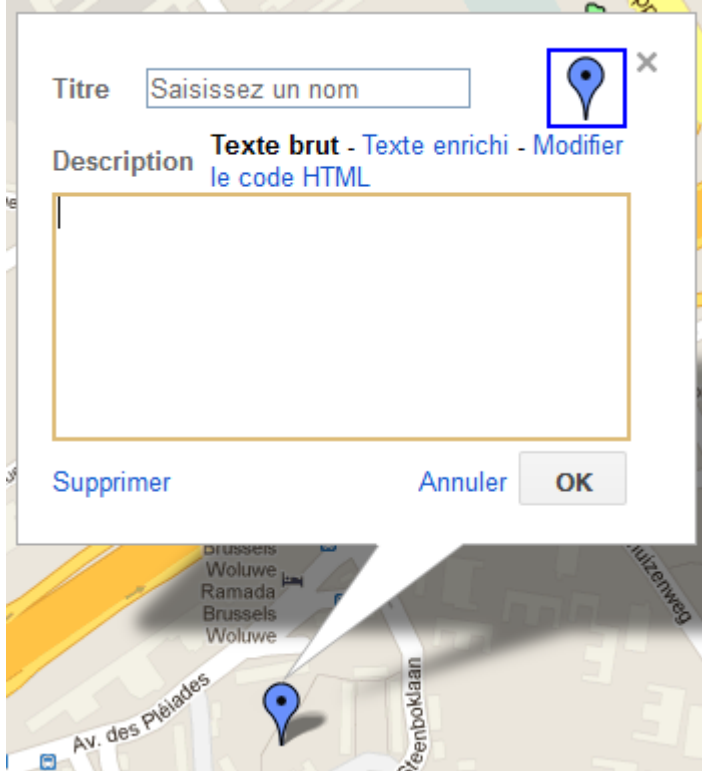 Titre
Saisissez un nom
Description
Texte brut - Texte enrichi - Modifier
le code HTML
Supprimer
Annuler
OK
Brussels
Woluwe
Ramada
Brussels
Woluwe
Av. des Pléiades
Steenboklaan
huizenweg